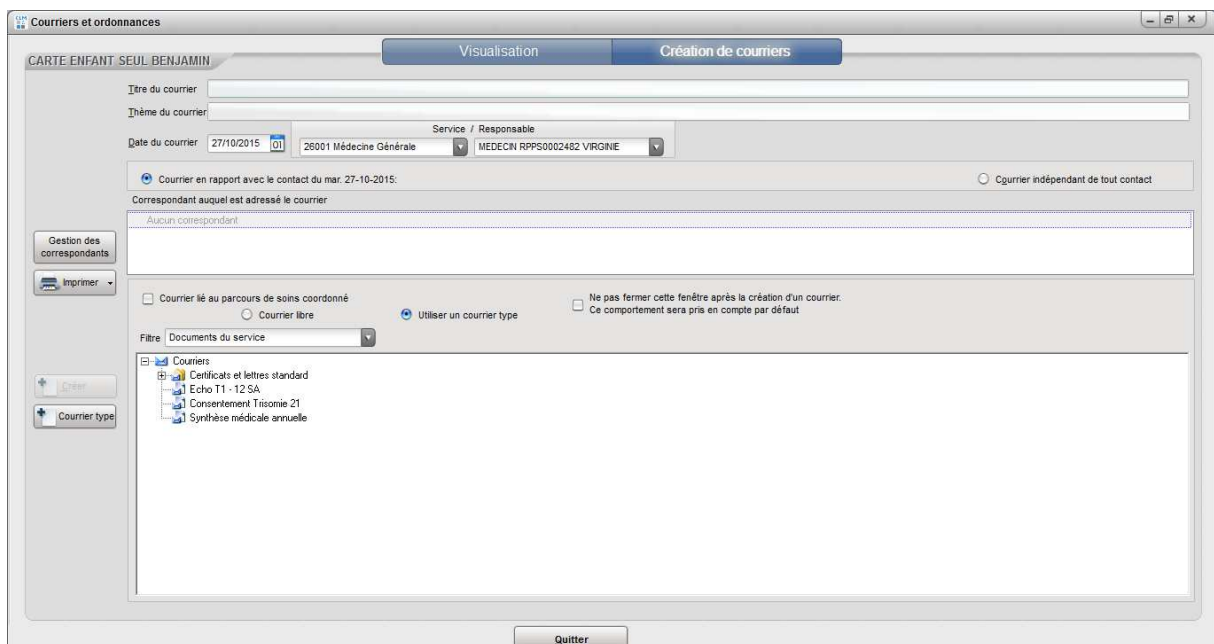 Courriers et ordonnances
CARTE ENFANT SEUL BENJAMIN
Visualisation
Création de courriers
Titre du courrier
Thème du courrier
Service / Responsable
Date du courrier 27/10/2015 01 26001 Médecine Générale MEDECIN RPPS0002482 VIRGINIE
Courrier en rapport avec le contact du mar. 27-10-2015: Courrier indépendant de tout contact
Correspondant auquel est adressé le courrier
Aucun correspondant
Gestion des
correspondants
Imprimer
Courrier lié au parcours de soins coordonné
Ne pas fermer cette fenêtre après la création d'un courrier.
Ce comportement sera pris en compte par défaut
Courrier libre Utiliser un courrier type
Filtre Documents du service
Courriers
Certificats et lettres standard
Echo T1 - 12 SA
Consentement Trisomie 21
Synthèse médicale annuelle
Créer
Courrier type
Quitter